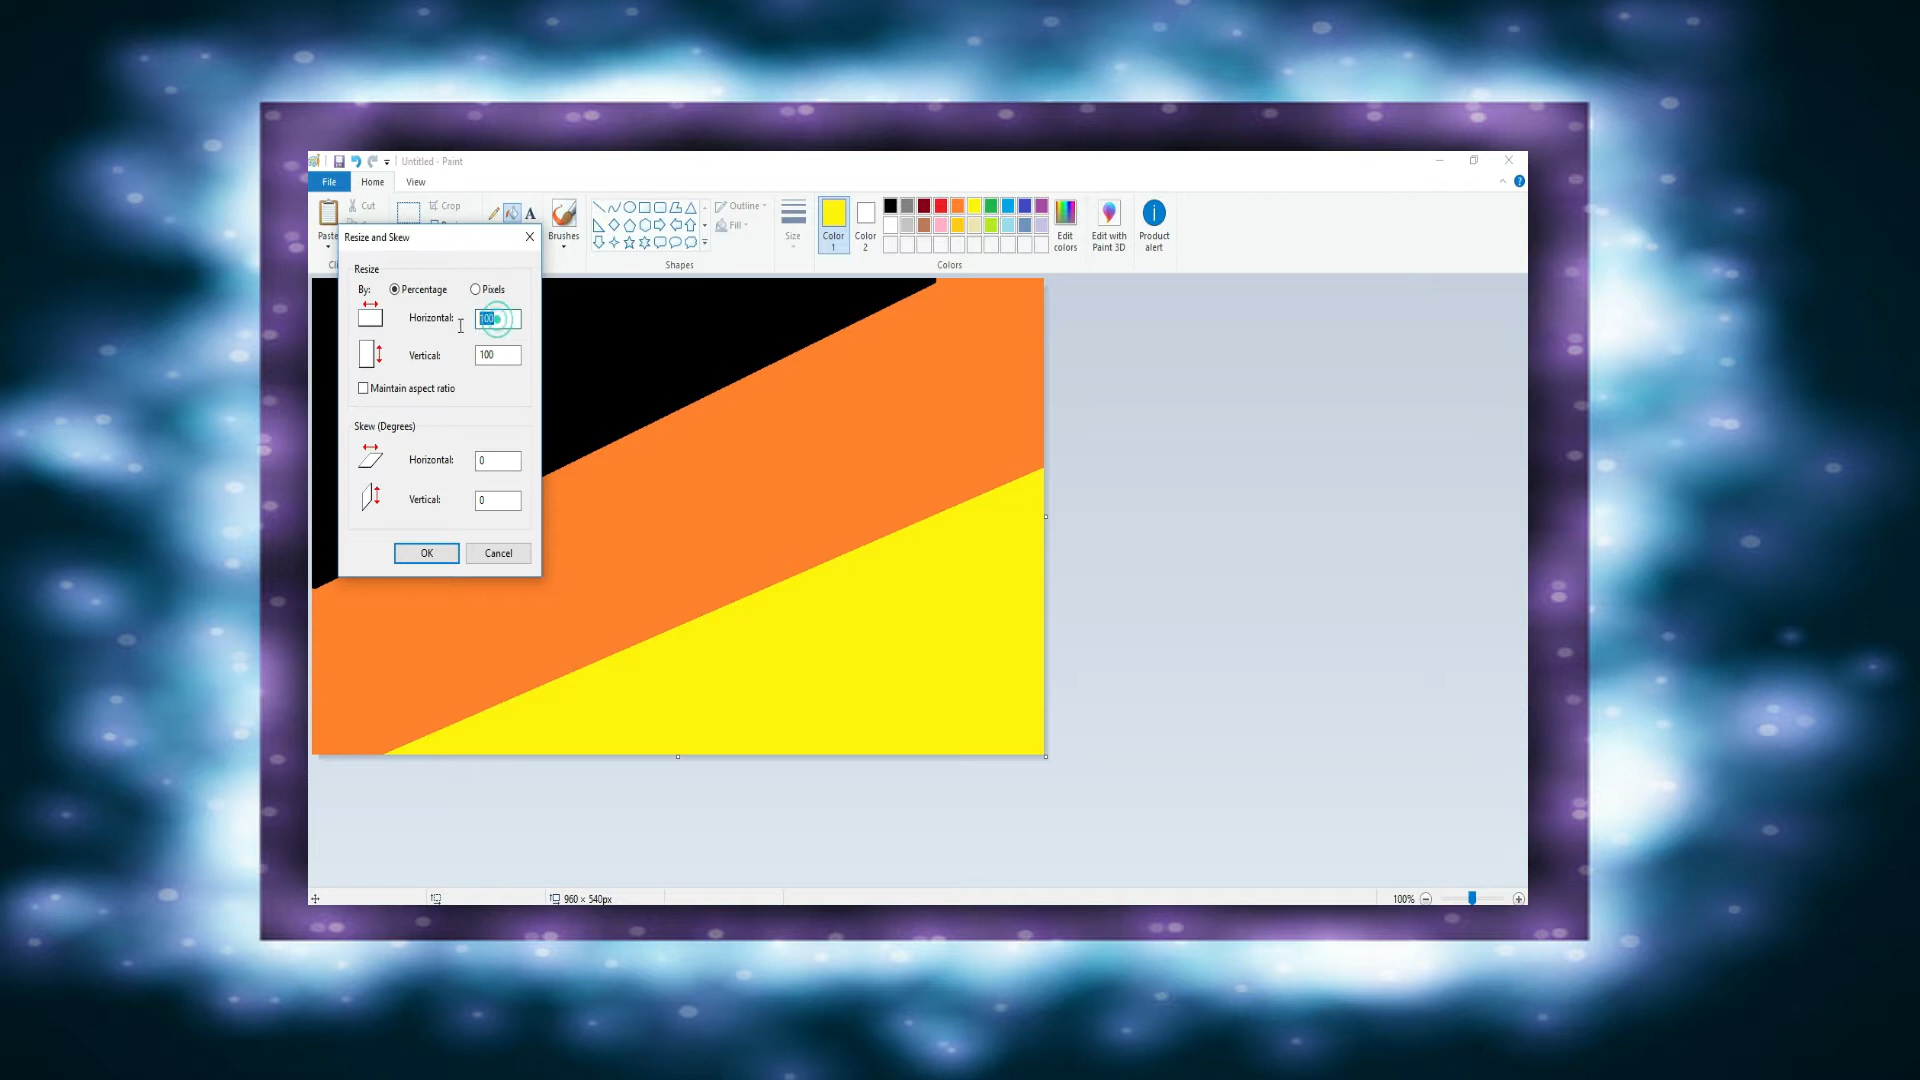 Untitled - Paint
File Home View
Cut
Crop
Paste
Brushes
Outline
Fill
Shapes
Size
Color 1
Color 2
Edit colors
Edit with Paint 3D
Product alert
Colors
Resize and Skew
Resize
By: Percentage Pixels
Horizontal: 100
Vertical: 100
Maintain aspect ratio
Skew (Degrees)
Horizontal: 0
Vertical: 0
OK Cancel
960 × 540px
100%